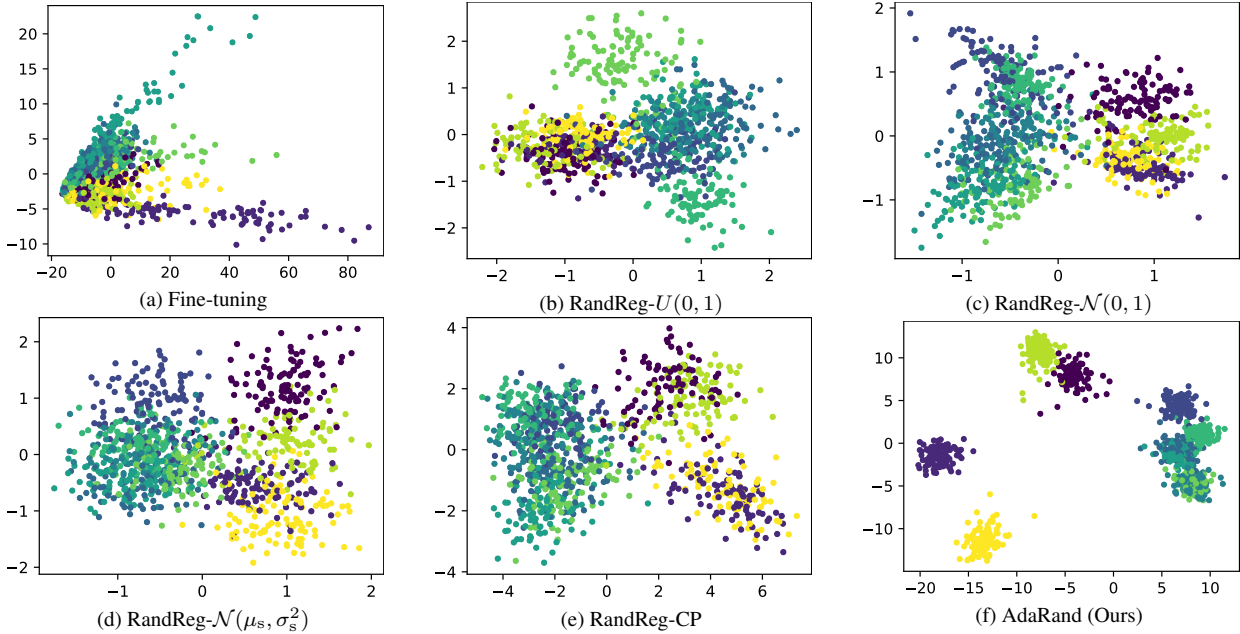 20
15
10
5
0
−5
−10
−20 0 20 40 60 80
(a) Fine-tuning
2
1
0
−1
−2
−2 −1 0 1 2
(b) RandReg-U(0, 1)
2
1
0
−1
−1 0 1
(c) RandReg-𝒩(0, 1)
2
1
0
−1
−2
−1 0 1 2
(d) RandReg-𝒩(μₛ, σₛ²)
4
2
0
−2
−4
−4 −2 0 2 4 6
(e) RandReg-CP
10
5
0
−5
−10
−20 −15 −10 −5 0 5 10
(f) AdaRand (Ours)